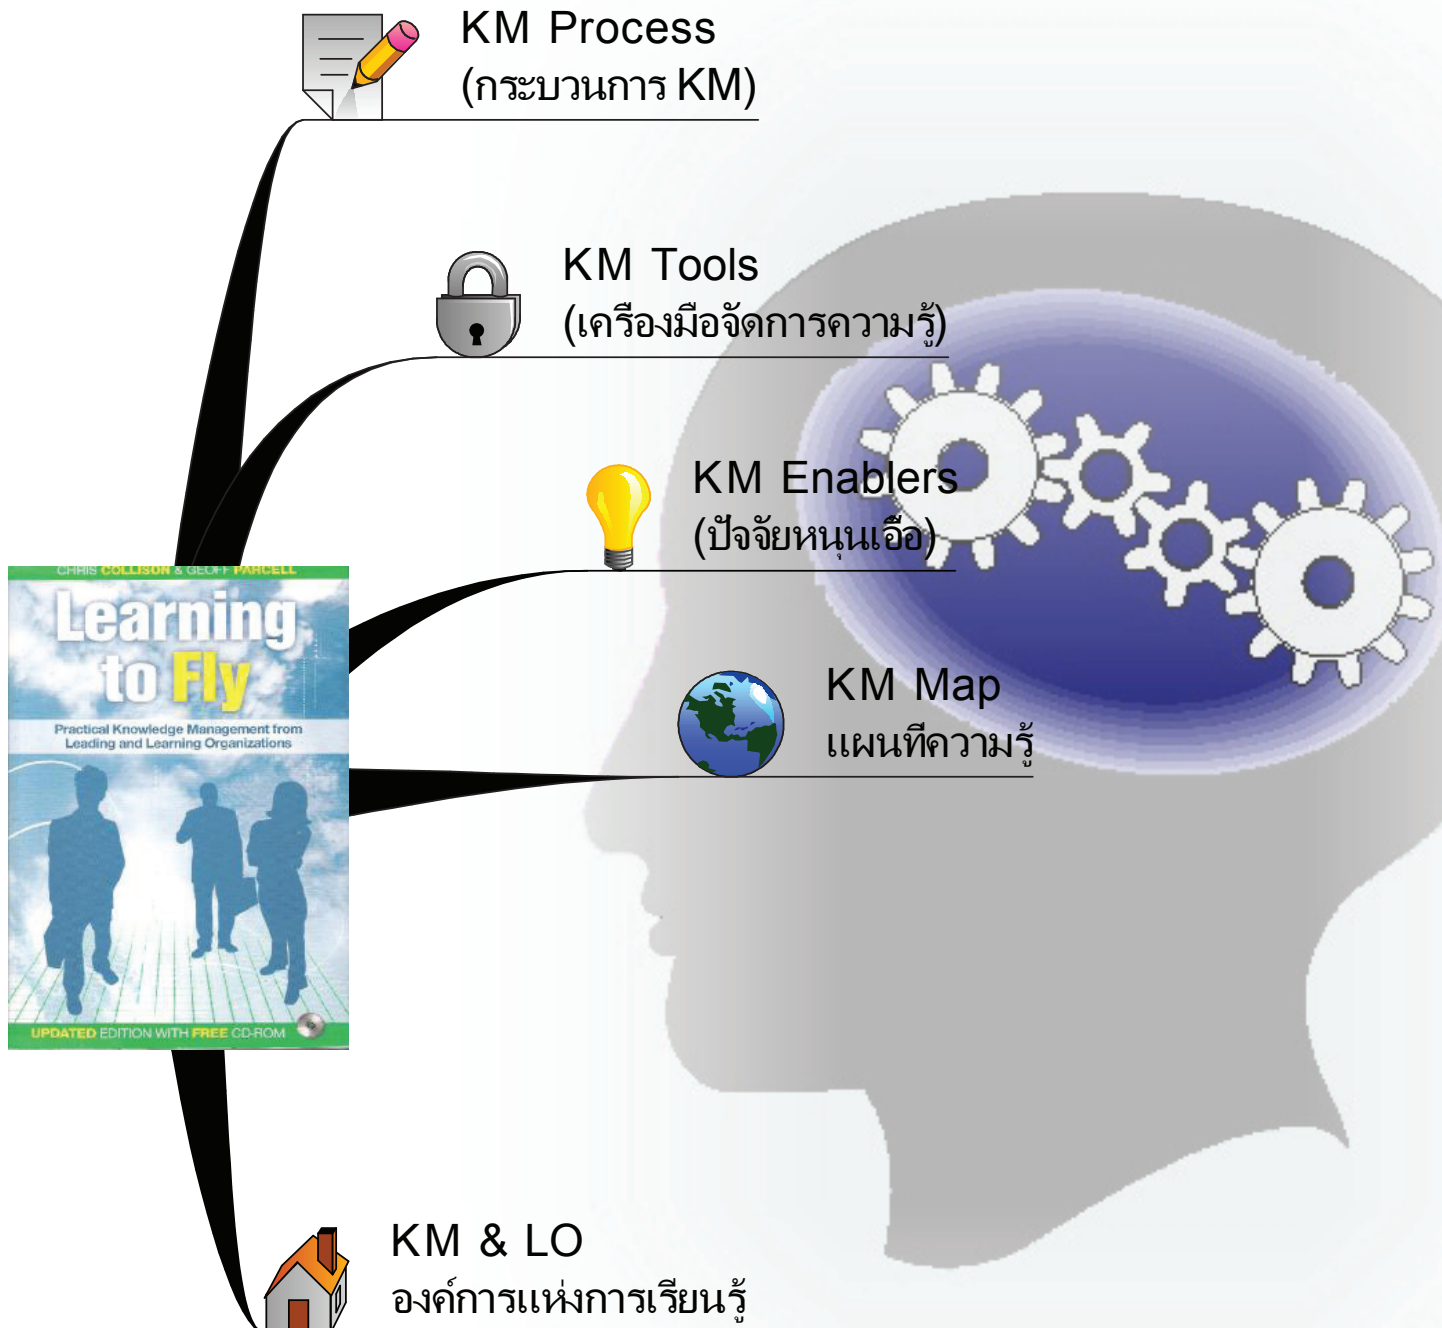 KM Process
(กระบวนการ KM)
KM Tools
(เครืองมือจัดการความรู้)
KM Enablers
(ปัจจัยหนุนเอือ)
KM Map
แผนทีความรู้
CHRIS COLLISON & GEOFF PARCELL
Learning
to Fly
Practical Knowledge Management from
Leading and Learning Organizations
UPDATED EDITION WITH FREE CD-ROM
KM & LO
องค์การแห่งการเรียนรู้